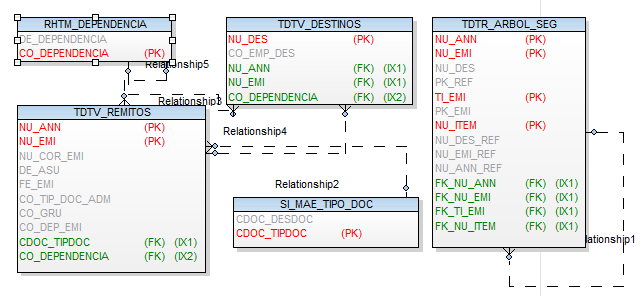 RHTM_DEPENDENCIA
DE_DEPENDENCIA
CO_DEPENDENCIA (PK)
Relationship5
TDTV_DESTINOS
NU_DES (PK)
CO_EMP_DES
NU_ANN (FK) (IX1)
NU_EMI (FK) (IX1)
CO_DEPENDENCIA (FK) (IX2)
TDTR_ARBOL_SEG
NU_ANN (PK)
NU_EMI (PK)
NU_DES
PK_REF
TI_EMI (PK)
PK_EMI
NU_ITEM (PK)
NU_DES_REF
NU_EMI_REF
NU_ANN_REF
FK_NU_ANN (FK) (IX1)
FK_NU_EMI (FK) (IX1)
FK_TI_EMI (FK) (IX1)
FK_NU_ITEM (FK) (IX1)
Relationship3
TDTV_REMITOS
NU_ANN (PK)
NU_EMI (PK)
NU_COR_EMI
DE_ASU
FE_EMI
CO_TIP_DOC_ADM
CO_GRU
CO_DEP_EMI
CDOC_TIPDOC (FK) (IX1)
CO_DEPENDENCIA (FK) (IX2)
Relationship4
Relationship2
SI_MAE_TIPO_DOC
CDOC_DESDOC
CDOC_TIPDOC (PK)
lationship1